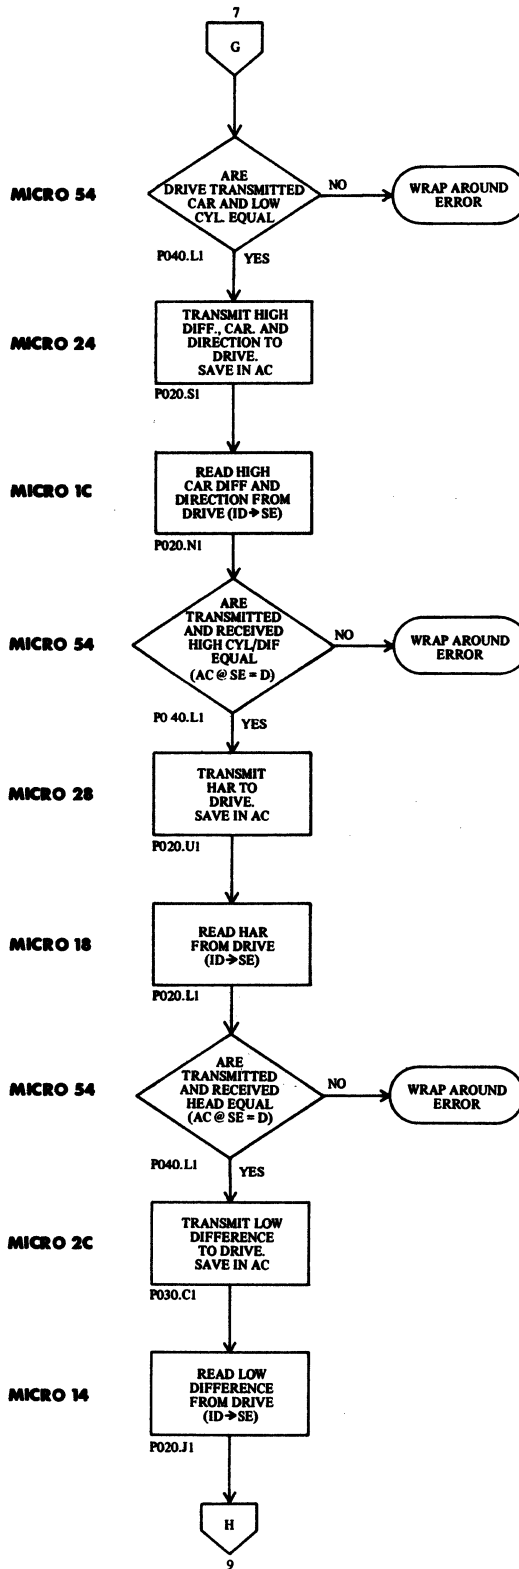 7
G
MICRO 54
ARE
DRIVE TRANSMITTED
CAR AND LOW
CYL. EQUAL
NO
WRAP AROUND
ERROR
P040.L1
YES
MICRO 24
TRANSMIT HIGH
DIFF., CAR. AND
DIRECTION TO
DRIVE.
SAVE IN AC
P020.S1
MICRO 1C
READ HIGH
CAR DIFF AND
DIRECTION FROM
DRIVE (ID→SE)
P020.N1
MICRO 54
ARE
TRANSMITTED
AND RECEIVED
HIGH CYL/DIF
EQUAL
(AC @ SE = D)
NO
WRAP AROUND
ERROR
P0 40.L1
YES
MICRO 28
TRANSMIT
HAR TO
DRIVE.
SAVE IN AC
P020.U1
MICRO 18
READ HAR
FROM DRIVE
(ID→SE)
P020.L1
MICRO 54
ARE
TRANSMITTED
AND RECEIVED
HEAD EQUAL
(AC @ SE = D)
NO
WRAP AROUND
ERROR
P040.L1
YES
MICRO 2C
TRANSMIT LOW
DIFFERENCE
TO DRIVE.
SAVE IN AC
P030.C1
MICRO 14
READ LOW
DIFFERENCE
FROM DRIVE
(ID→SE)
P020.J1
H
9